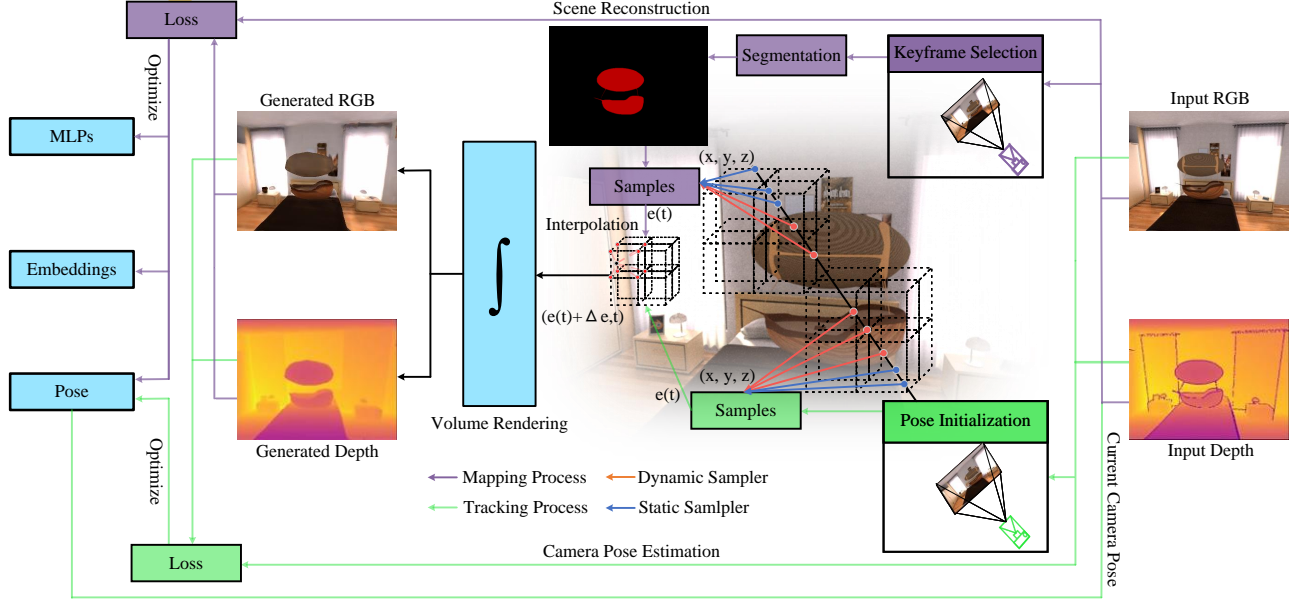 Scene Reconstruction
Loss
Segmentation
Keyframe Selection
Optimize
Generated RGB
Input RGB
MLPs
(x, y, z)
Samples
e(t)
Interpolation
Embeddings
∫
(e(t)+ Δ e,t)
Pose
(x, y, z)
e(t)
Samples
Pose Initialization
Volume Rendering
Optimize
Generated Depth
Input Depth
Current Camera Pose
Mapping Process
Dynamic Sampler
Tracking Process
Static Samlpler
Loss
Camera Pose Estimation